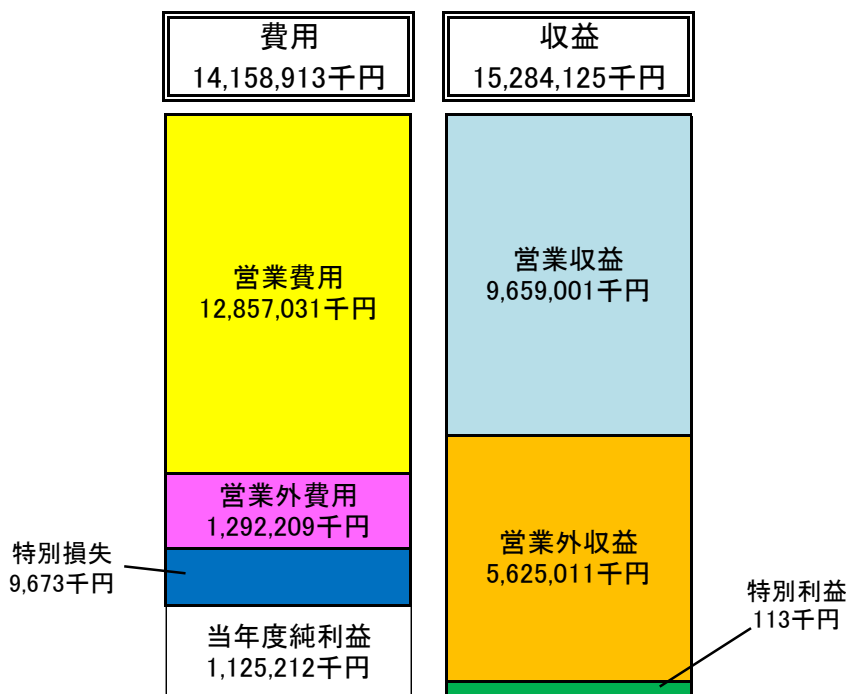 費用
14,158,913千円
収益
15,284,125千円
営業費用
12,857,031千円
営業収益
9,659,001千円
営業外費用
1,292,209千円
特別損失
9,673千円
営業外収益
5,625,011千円
特別利益
113千円
当年度純利益
1,125,212千円